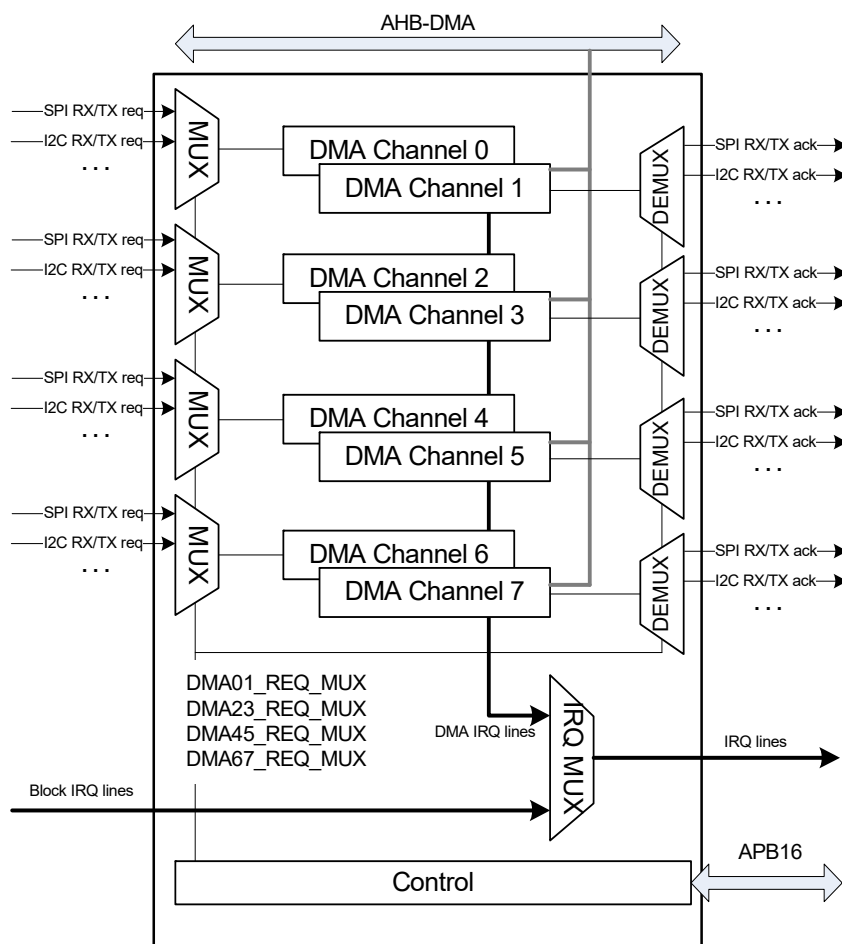 AHB-DMA
SPI RX/TX req
I2C RX/TX req
. . .
MUX
DMA Channel 0
DMA Channel 1
DEMUX
SPI RX/TX ack
I2C RX/TX ack
. . .
SPI RX/TX req
I2C RX/TX req
. . .
MUX
DMA Channel 2
DMA Channel 3
DEMUX
SPI RX/TX ack
I2C RX/TX ack
. . .
SPI RX/TX req
I2C RX/TX req
. . .
MUX
DMA Channel 4
DMA Channel 5
DEMUX
SPI RX/TX ack
I2C RX/TX ack
. . .
SPI RX/TX req
I2C RX/TX req
. . .
MUX
DMA Channel 6
DMA Channel 7
DEMUX
SPI RX/TX ack
I2C RX/TX ack
. . .
DMA01_REQ_MUX
DMA23_REQ_MUX
DMA45_REQ_MUX
DMA67_REQ_MUX
DMA IRQ lines
IRQ MUX
IRQ lines
Block IRQ lines
APB16
Control